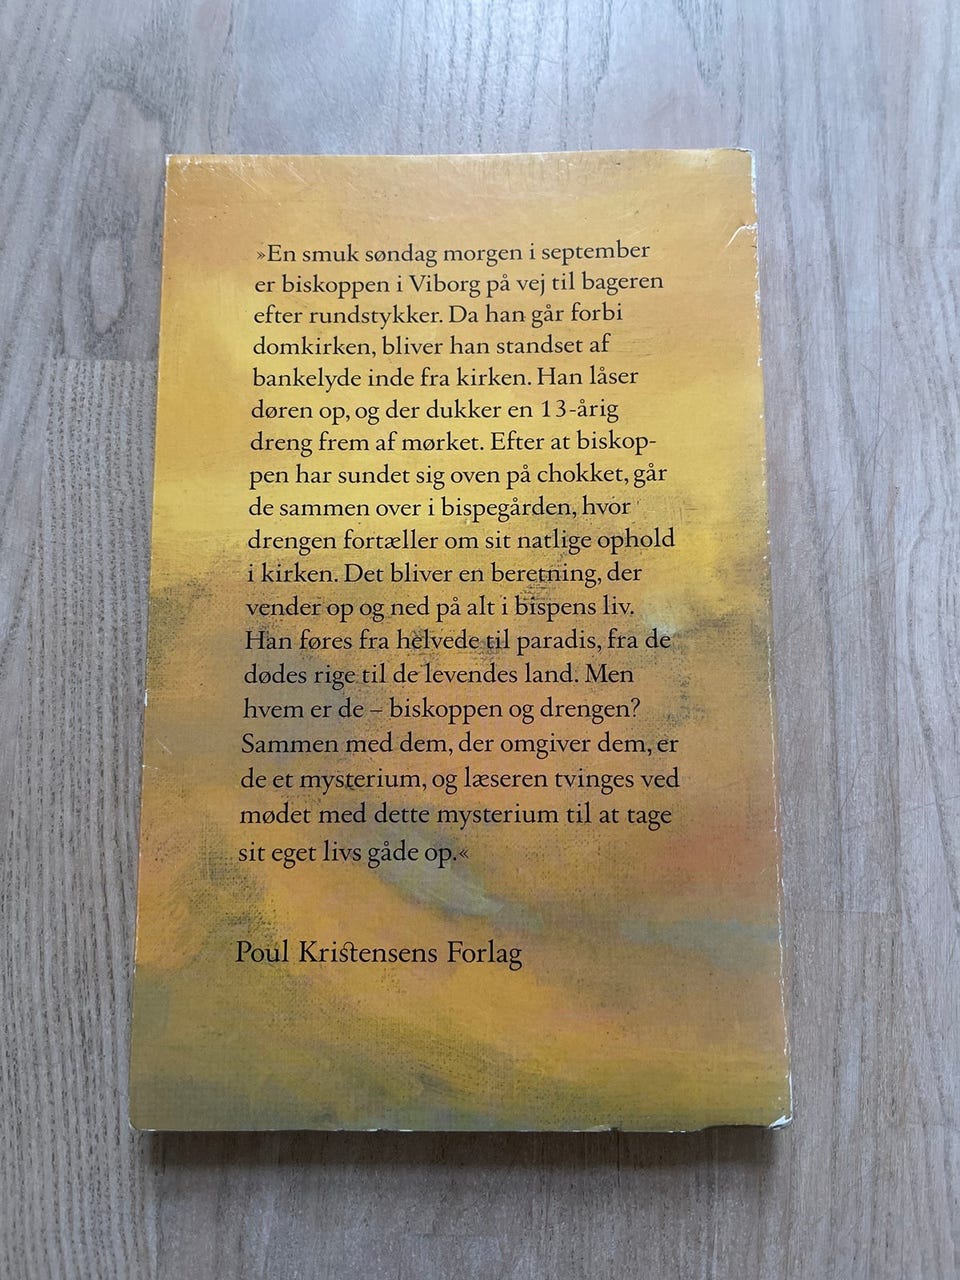 »En smuk søndag morgen i september
er biskoppen i Viborg på vej til bageren
efter rundstykker. Da han går forbi
domkirken, bliver han standset af
bankelyde inde fra kirken. Han låser
døren op, og der dukker en 13-årig
dreng frem af mørket. Efter at biskop-
pen har sundet sig oven på chokket, går
de sammen over i bispegården, hvor
drengen fortæller om sit natlige ophold
i kirken. Det bliver en beretning, der
vender op og ned på alt i bispens liv.
Han føres fra helvede til paradis, fra de
dødes rige til de levendes land. Men
hvem er de – biskoppen og drengen?
Sammen med dem, der omgiver dem, er
de et mysterium, og læseren tvinges ved
mødet med dette mysterium til at tage
sit eget livs gåde op.«
Poul Kristensens Forlag